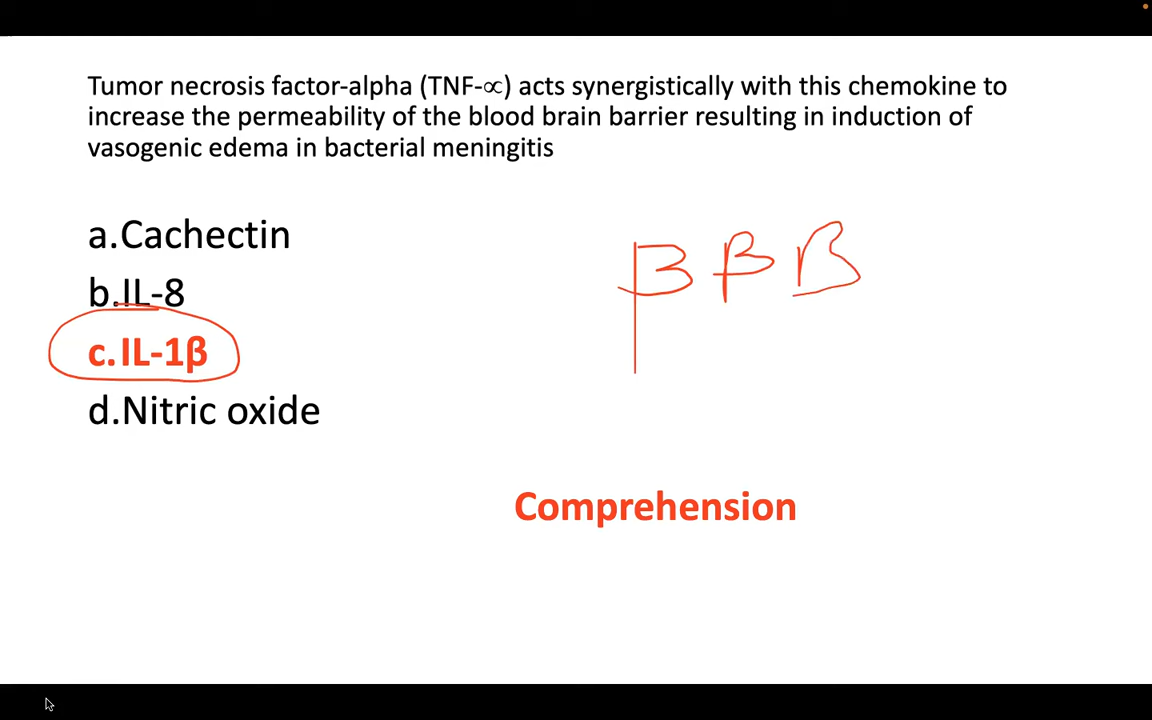 Tumor necrosis factor-alpha (TNF-∝) acts synergistically with this chemokine to
increase the permeability of the blood brain barrier resulting in induction of
vasogenic edema in bacterial meningitis
a.Cachectin
b.IL-8
c.IL-1β
d.Nitric oxide
β β β
Comprehension